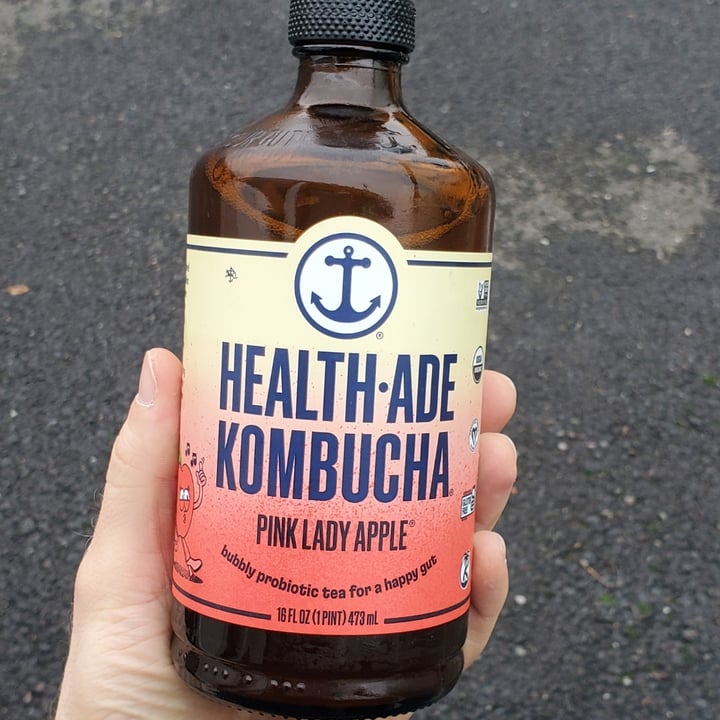 HEALTH·ADE
KOMBUCHA®
PINK LADY APPLE®
bubbly probiotic tea for a happy gut
16 FL OZ (1 PINT) 473 mL